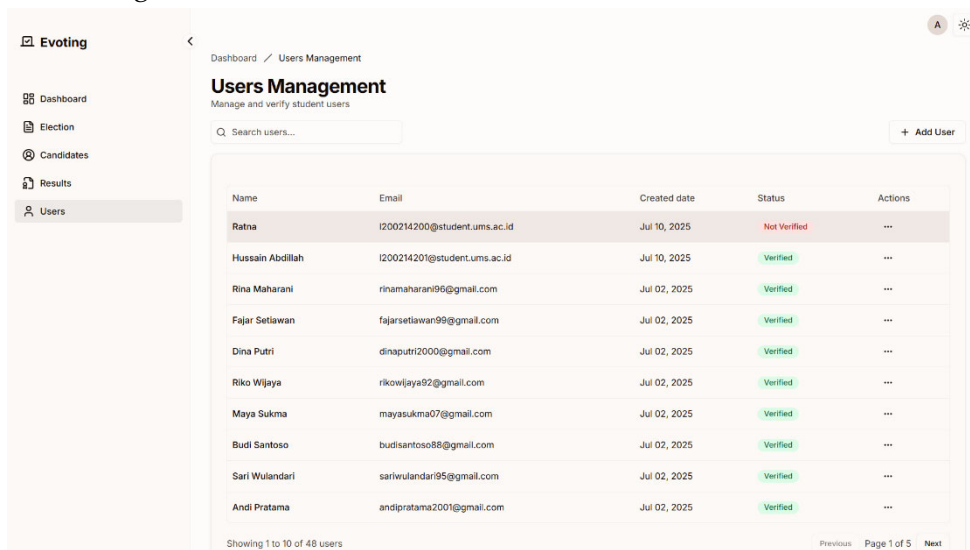 Evoting
A
Dashboard / Users Management
Users Management
Manage and verify student users
Search users...
+ Add User
Dashboard
Election
Candidates
Results
Users
Name Email Created date Status Actions
Ratna l200214200@student.ums.ac.id Jul 10, 2025 Not Verified ...
Hussain Abdillah l200214201@student.ums.ac.id Jul 10, 2025 Verified ...
Rina Maharani rinamaharani96@gmail.com Jul 02, 2025 Verified ...
Fajar Setiawan fajarsetiawan99@gmail.com Jul 02, 2025 Verified ...
Dina Putri dinaputri2000@gmail.com Jul 02, 2025 Verified ...
Riko Wijaya rikowijaya92@gmail.com Jul 02, 2025 Verified ...
Maya Sukma mayasukma07@gmail.com Jul 02, 2025 Verified ...
Budi Santoso budisantoso88@gmail.com Jul 02, 2025 Verified ...
Sari Wulandari sariwulandari95@gmail.com Jul 02, 2025 Verified ...
Andi Pratama andipratama2001@gmail.com Jul 02, 2025 Verified ...
Showing 1 to 10 of 48 users
Previous Page 1 of 5 Next